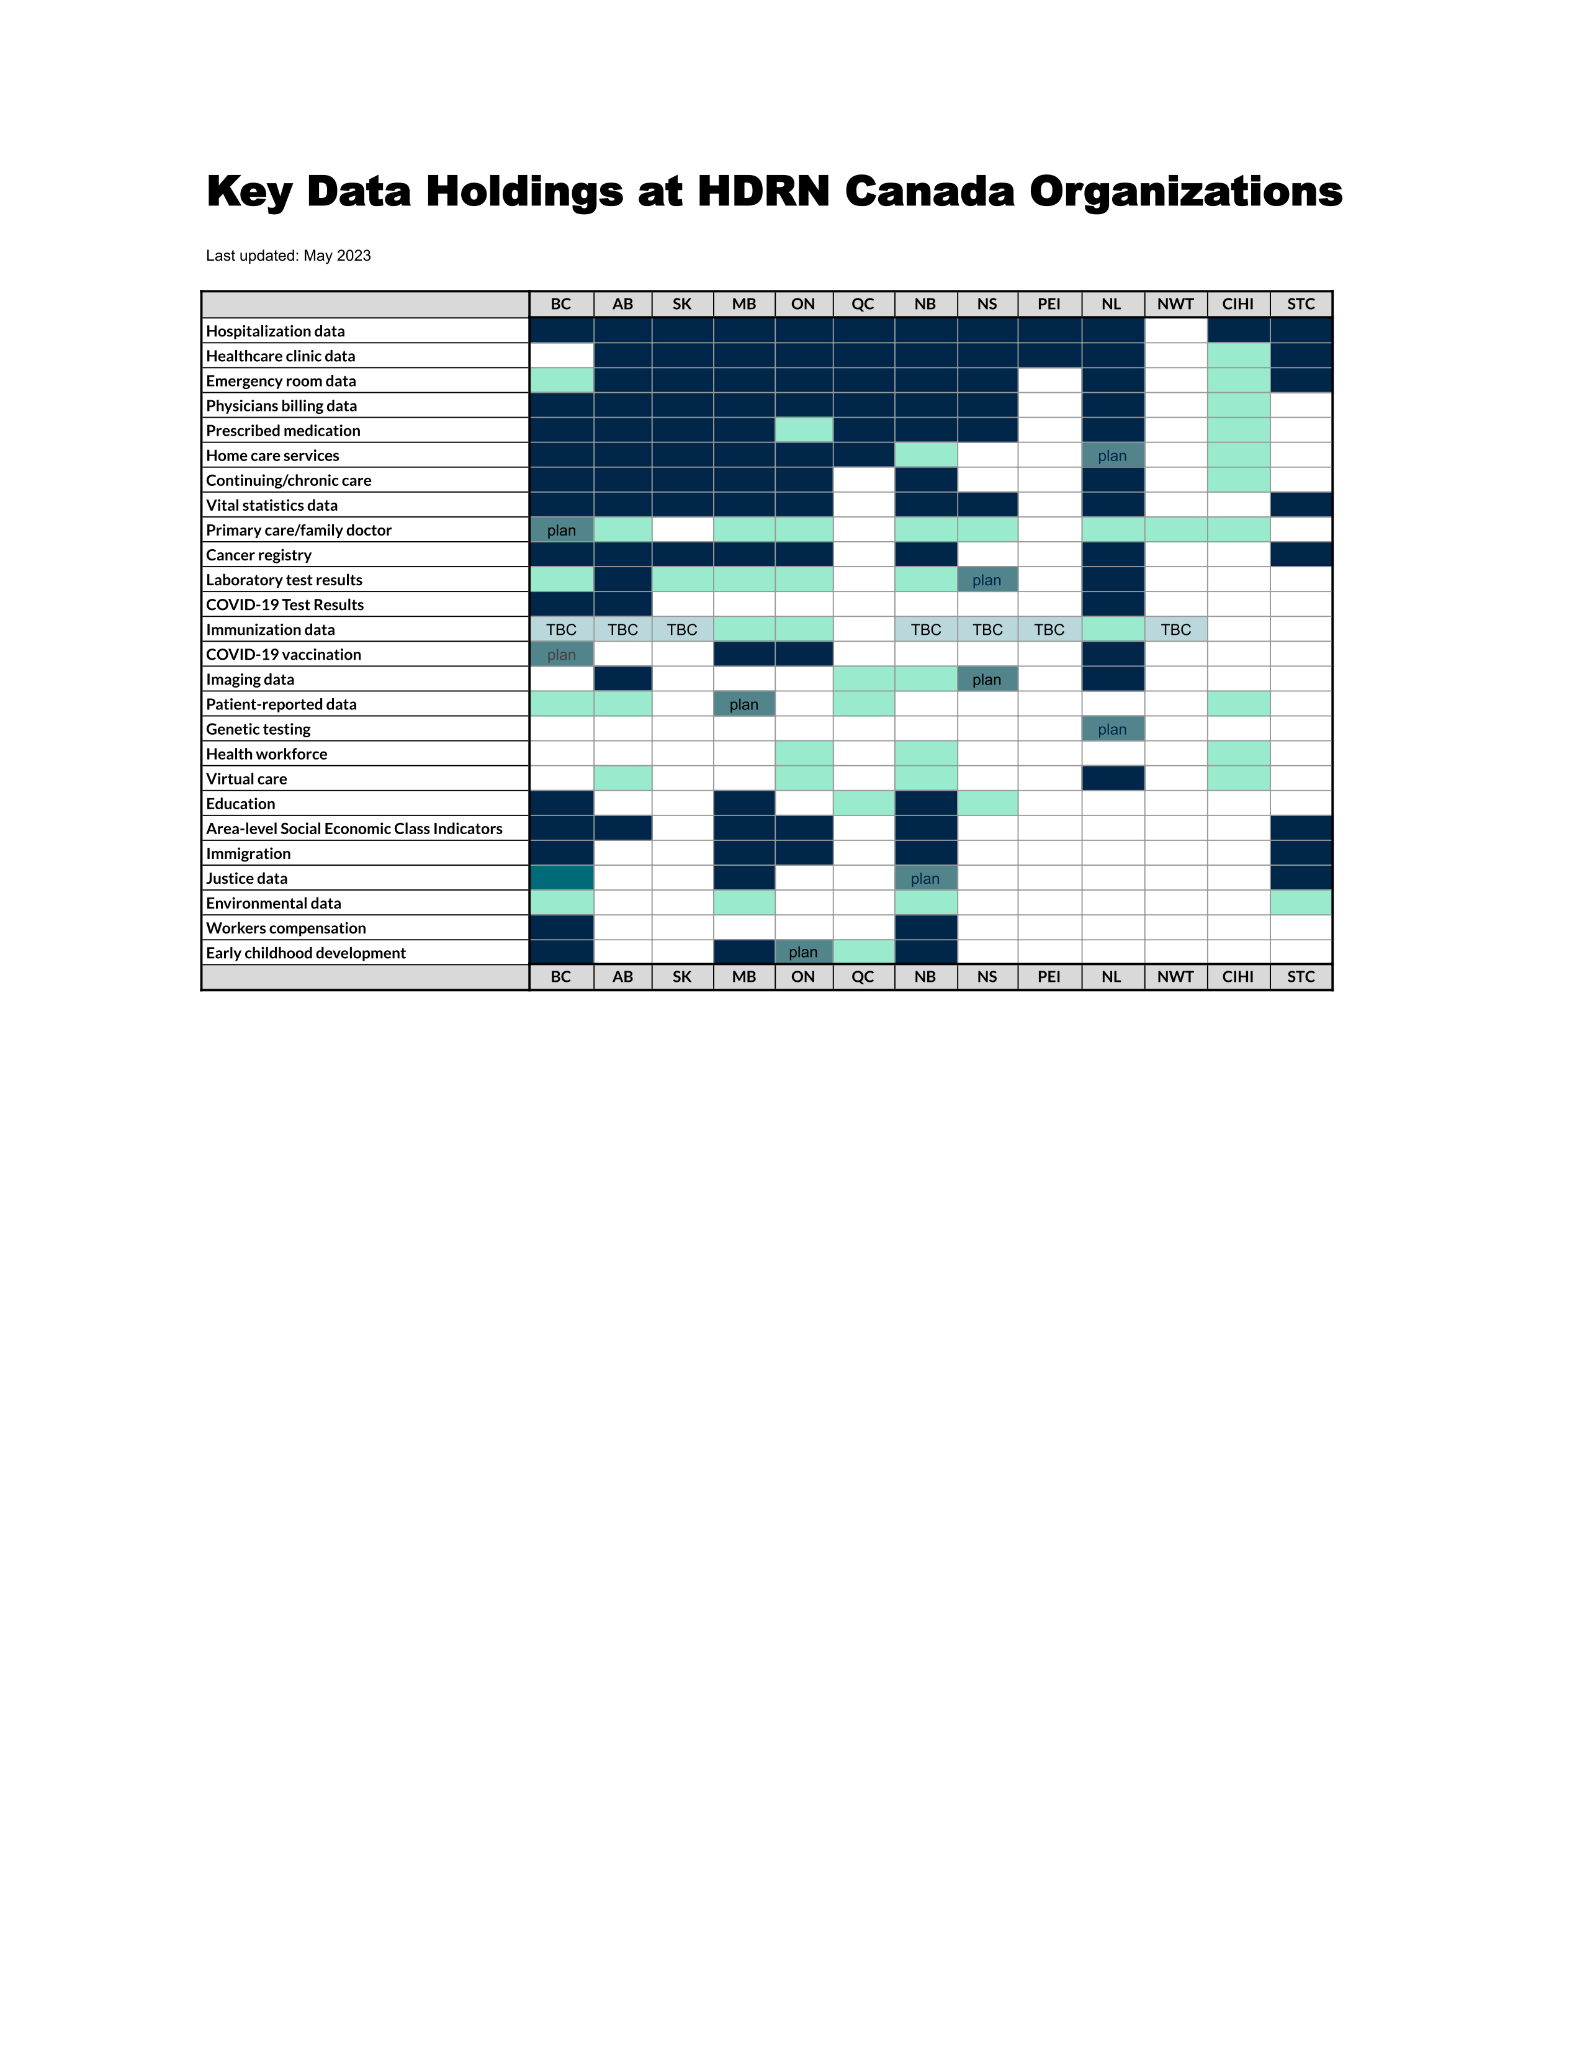 Key Data Holdings at HDRN Canada Organizations
Last updated: May 2023
BC AB SK MB ON QC NB NS PEI NL NWT CIHI STC
Hospitalization data
Healthcare clinic data
Emergency room data
Physicians billing data
Prescribed medication
Home care services plan
Continuing/chronic care
Vital statistics data
Primary care/family doctor plan
Cancer registry
Laboratory test results plan
COVID-19 Test Results
Immunization data TBC TBC TBC TBC TBC TBC TBC
COVID-19 vaccination plan
Imaging data plan
Patient-reported data plan
Genetic testing plan
Health workforce
Virtual care
Education
Area-level Social Economic Class Indicators
Immigration
Justice data plan
Environmental data
Workers compensation
Early childhood development plan
BC AB SK MB ON QC NB NS PEI NL NWT CIHI STC